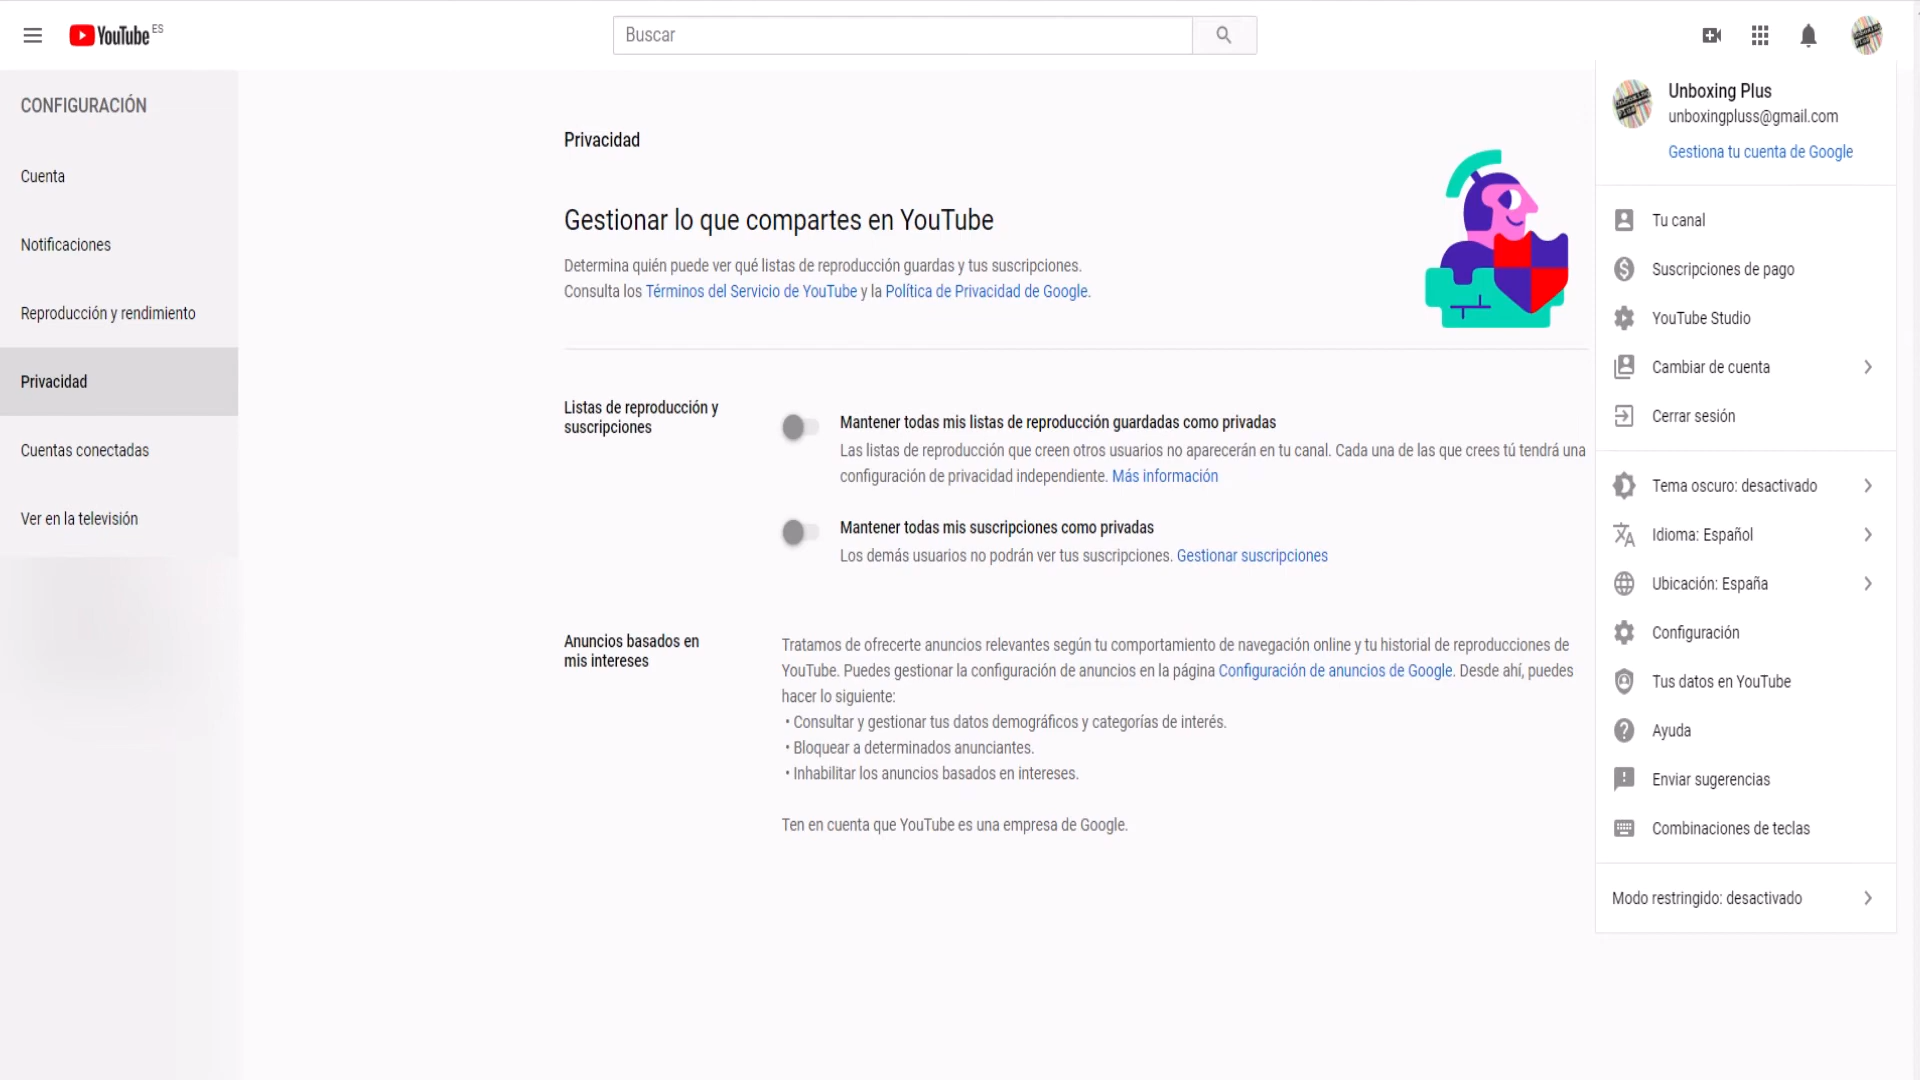 YouTube ES
Buscar
CONFIGURACIÓN
Cuenta
Notificaciones
Reproducción y rendimiento
Privacidad
Cuentas conectadas
Ver en la televisión
Privacidad
Gestionar lo que compartes en YouTube
Determina quién puede ver qué listas de reproducción guardas y tus suscripciones.
Consulta los Términos del Servicio de YouTube y la Política de Privacidad de Google.
Listas de reproducción y
suscripciones
Mantener todas mis listas de reproducción guardadas como privadas
Las listas de reproducción que creen otros usuarios no aparecerán en tu canal. Cada una de las que crees tú tendrá una
configuración de privacidad independiente. Más información
Mantener todas mis suscripciones como privadas
Los demás usuarios no podrán ver tus suscripciones. Gestionar suscripciones
Anuncios basados en
mis intereses
Tratamos de ofrecerte anuncios relevantes según tu comportamiento de navegación online y tu historial de reproducciones de
YouTube. Puedes gestionar la configuración de anuncios en la página Configuración de anuncios de Google. Desde ahí, puedes
hacer lo siguiente:
• Consultar y gestionar tus datos demográficos y categorías de interés.
• Bloquear a determinados anunciantes.
• Inhabilitar los anuncios basados en intereses.
Ten en cuenta que YouTube es una empresa de Google.
Unboxing Plus
unboxingpluss@gmail.com
Gestiona tu cuenta de Google
Tu canal
Suscripciones de pago
YouTube Studio
Cambiar de cuenta
Cerrar sesión
Tema oscuro: desactivado
Idioma: Español
Ubicación: España
Configuración
Tus datos en YouTube
Ayuda
Enviar sugerencias
Combinaciones de teclas
Modo restringido: desactivado